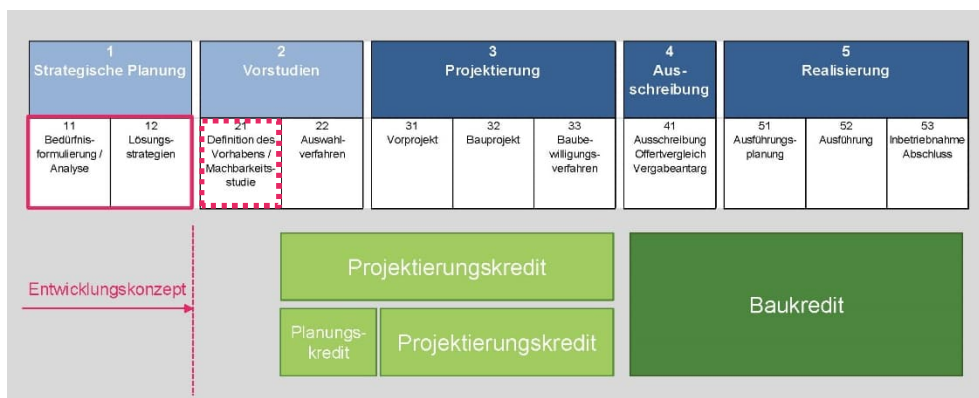 1
Strategische Planung
2
Vorstudien
3
Projektierung
4
Aus-
schreibung
5
Realisierung
11
Bedürfnis-
formulierung /
Analyse
12
Lösungs-
strategien
21
Definition des
Vorhabens /
Machbarkeits-
studie
22
Auswahl-
verfahren
31
Vorprojekt
32
Bauprojekt
33
Baube-
willigungs-
verfahren
41
Ausschreibung
Offertvergleich
Vergabeantarg
51
Ausführungs-
planung
52
Ausführung
53
Inbetriebnahme
Abschluss
Entwicklungskonzept
Projektierungskredit
Planungs-
kredit
Projektierungskredit
Baukredit